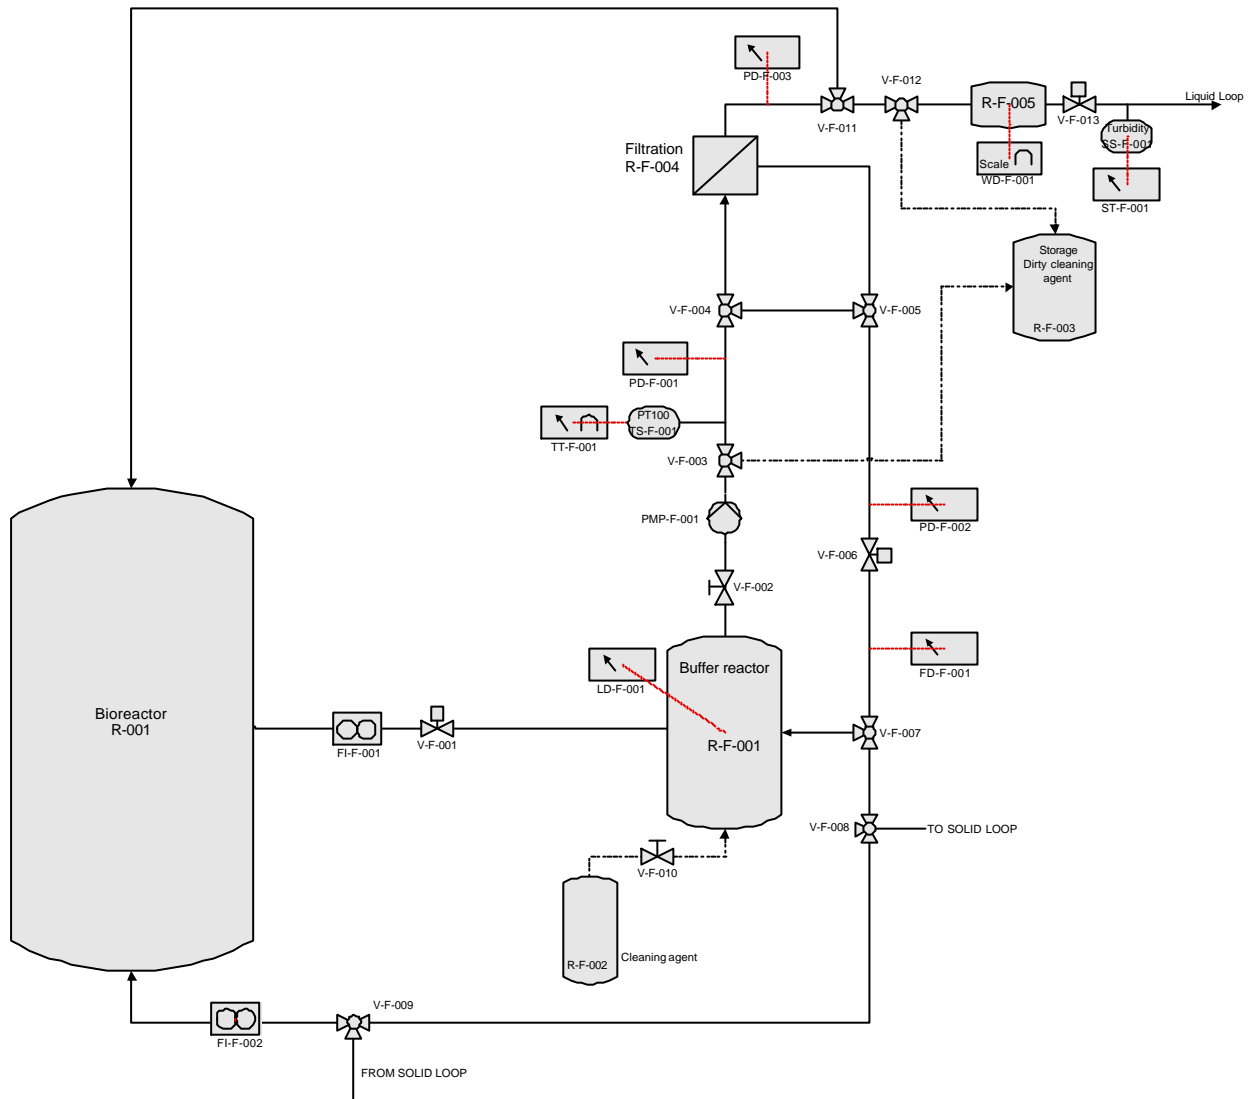 PD-F-003
V-F-012
Liquid Loop
R-F-005
V-F-011
V-F-013
Turbidity
SS-F-001
Filtration
R-F-004
Scale
WD-F-001
ST-F-001
Storage
Dirty cleaning
agent
R-F-003
V-F-004
V-F-005
PD-F-001
PT100
TS-F-001
TT-F-001
V-F-003
PMP-F-001
PD-F-002
V-F-006
V-F-002
Buffer reactor
LD-F-001
FD-F-001
Bioreactor
R-001
R-F-001
V-F-007
FI-F-001
V-F-001
V-F-008
TO SOLID LOOP
V-F-010
R-F-002
Cleaning agent
V-F-009
FI-F-002
FROM SOLID LOOP